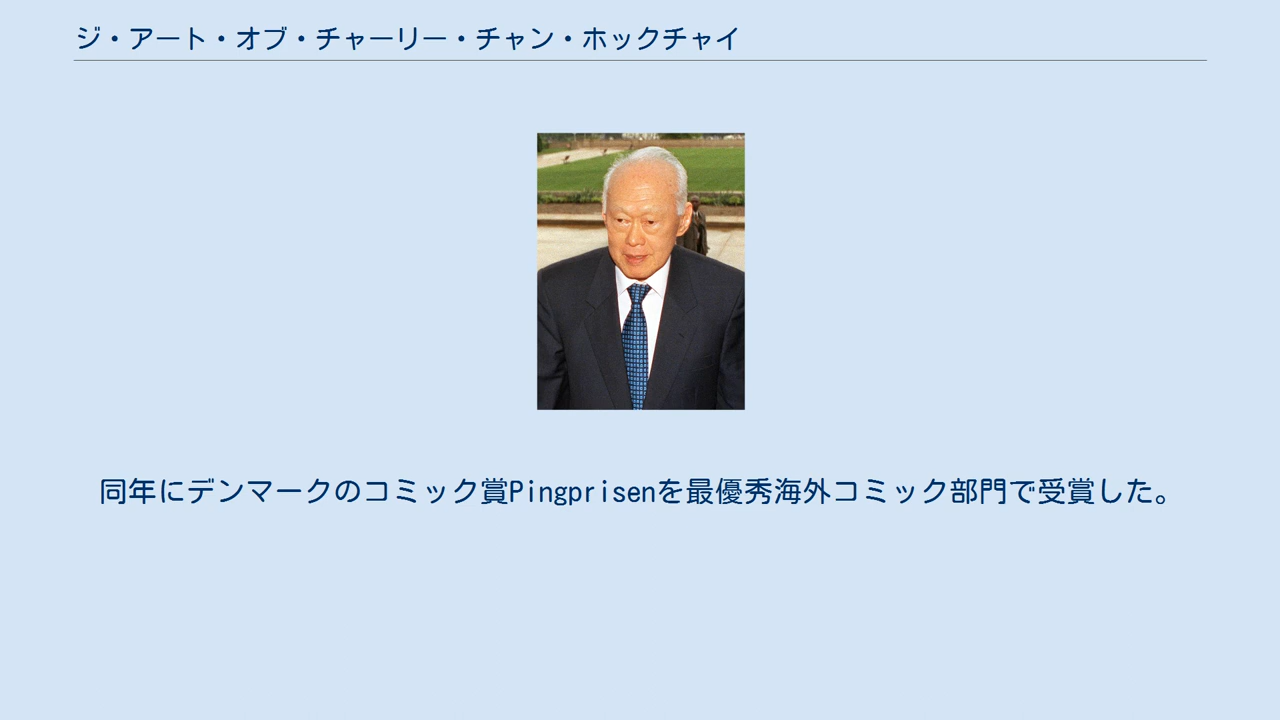 ジ・アート・オブ・チャーリー・チャン・ホックチャイ
同年にデンマークのコミック賞Pingprisenを最優秀海外コミック部門で受賞した。